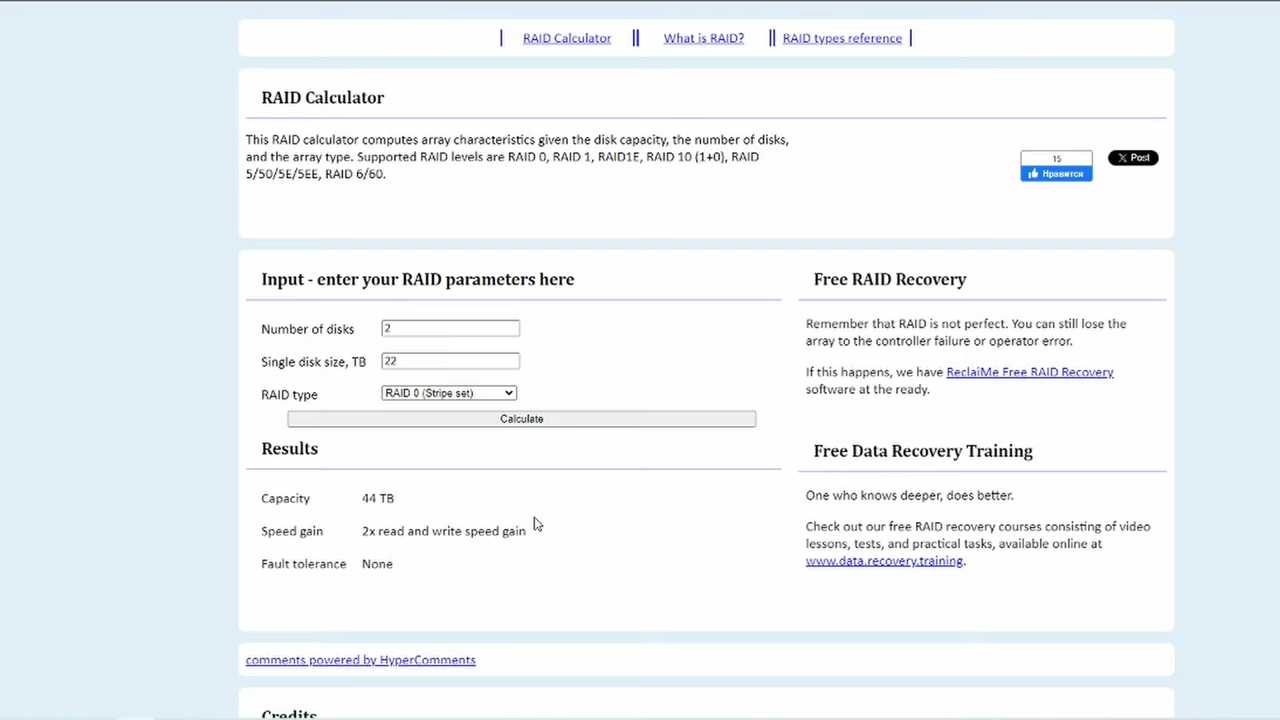 RAID Calculator
What is RAID?
RAID types reference
RAID Calculator
This RAID calculator computes array characteristics given the disk capacity, the number of disks,
and the array type. Supported RAID levels are RAID 0, RAID 1, RAID1E, RAID 10 (1+0), RAID
5/50/5E/5EE, RAID 6/60.
15
Нравится
X Post
Input - enter your RAID parameters here
Number of disks 2
Single disk size, TB 22
RAID type RAID 0 (Stripe set)
Calculate
Results
Capacity 44 TB
Speed gain 2x read and write speed gain
Fault tolerance None
Free RAID Recovery
Remember that RAID is not perfect. You can still lose the
array to the controller failure or operator error.
If this happens, we have ReclaiMe Free RAID Recovery
software at the ready.
Free Data Recovery Training
One who knows deeper, does better.
Check out our free RAID recovery courses consisting of video
lessons, tests, and practical tasks, available online at
www.data.recovery.training.
comments powered by HyperComments
Credits